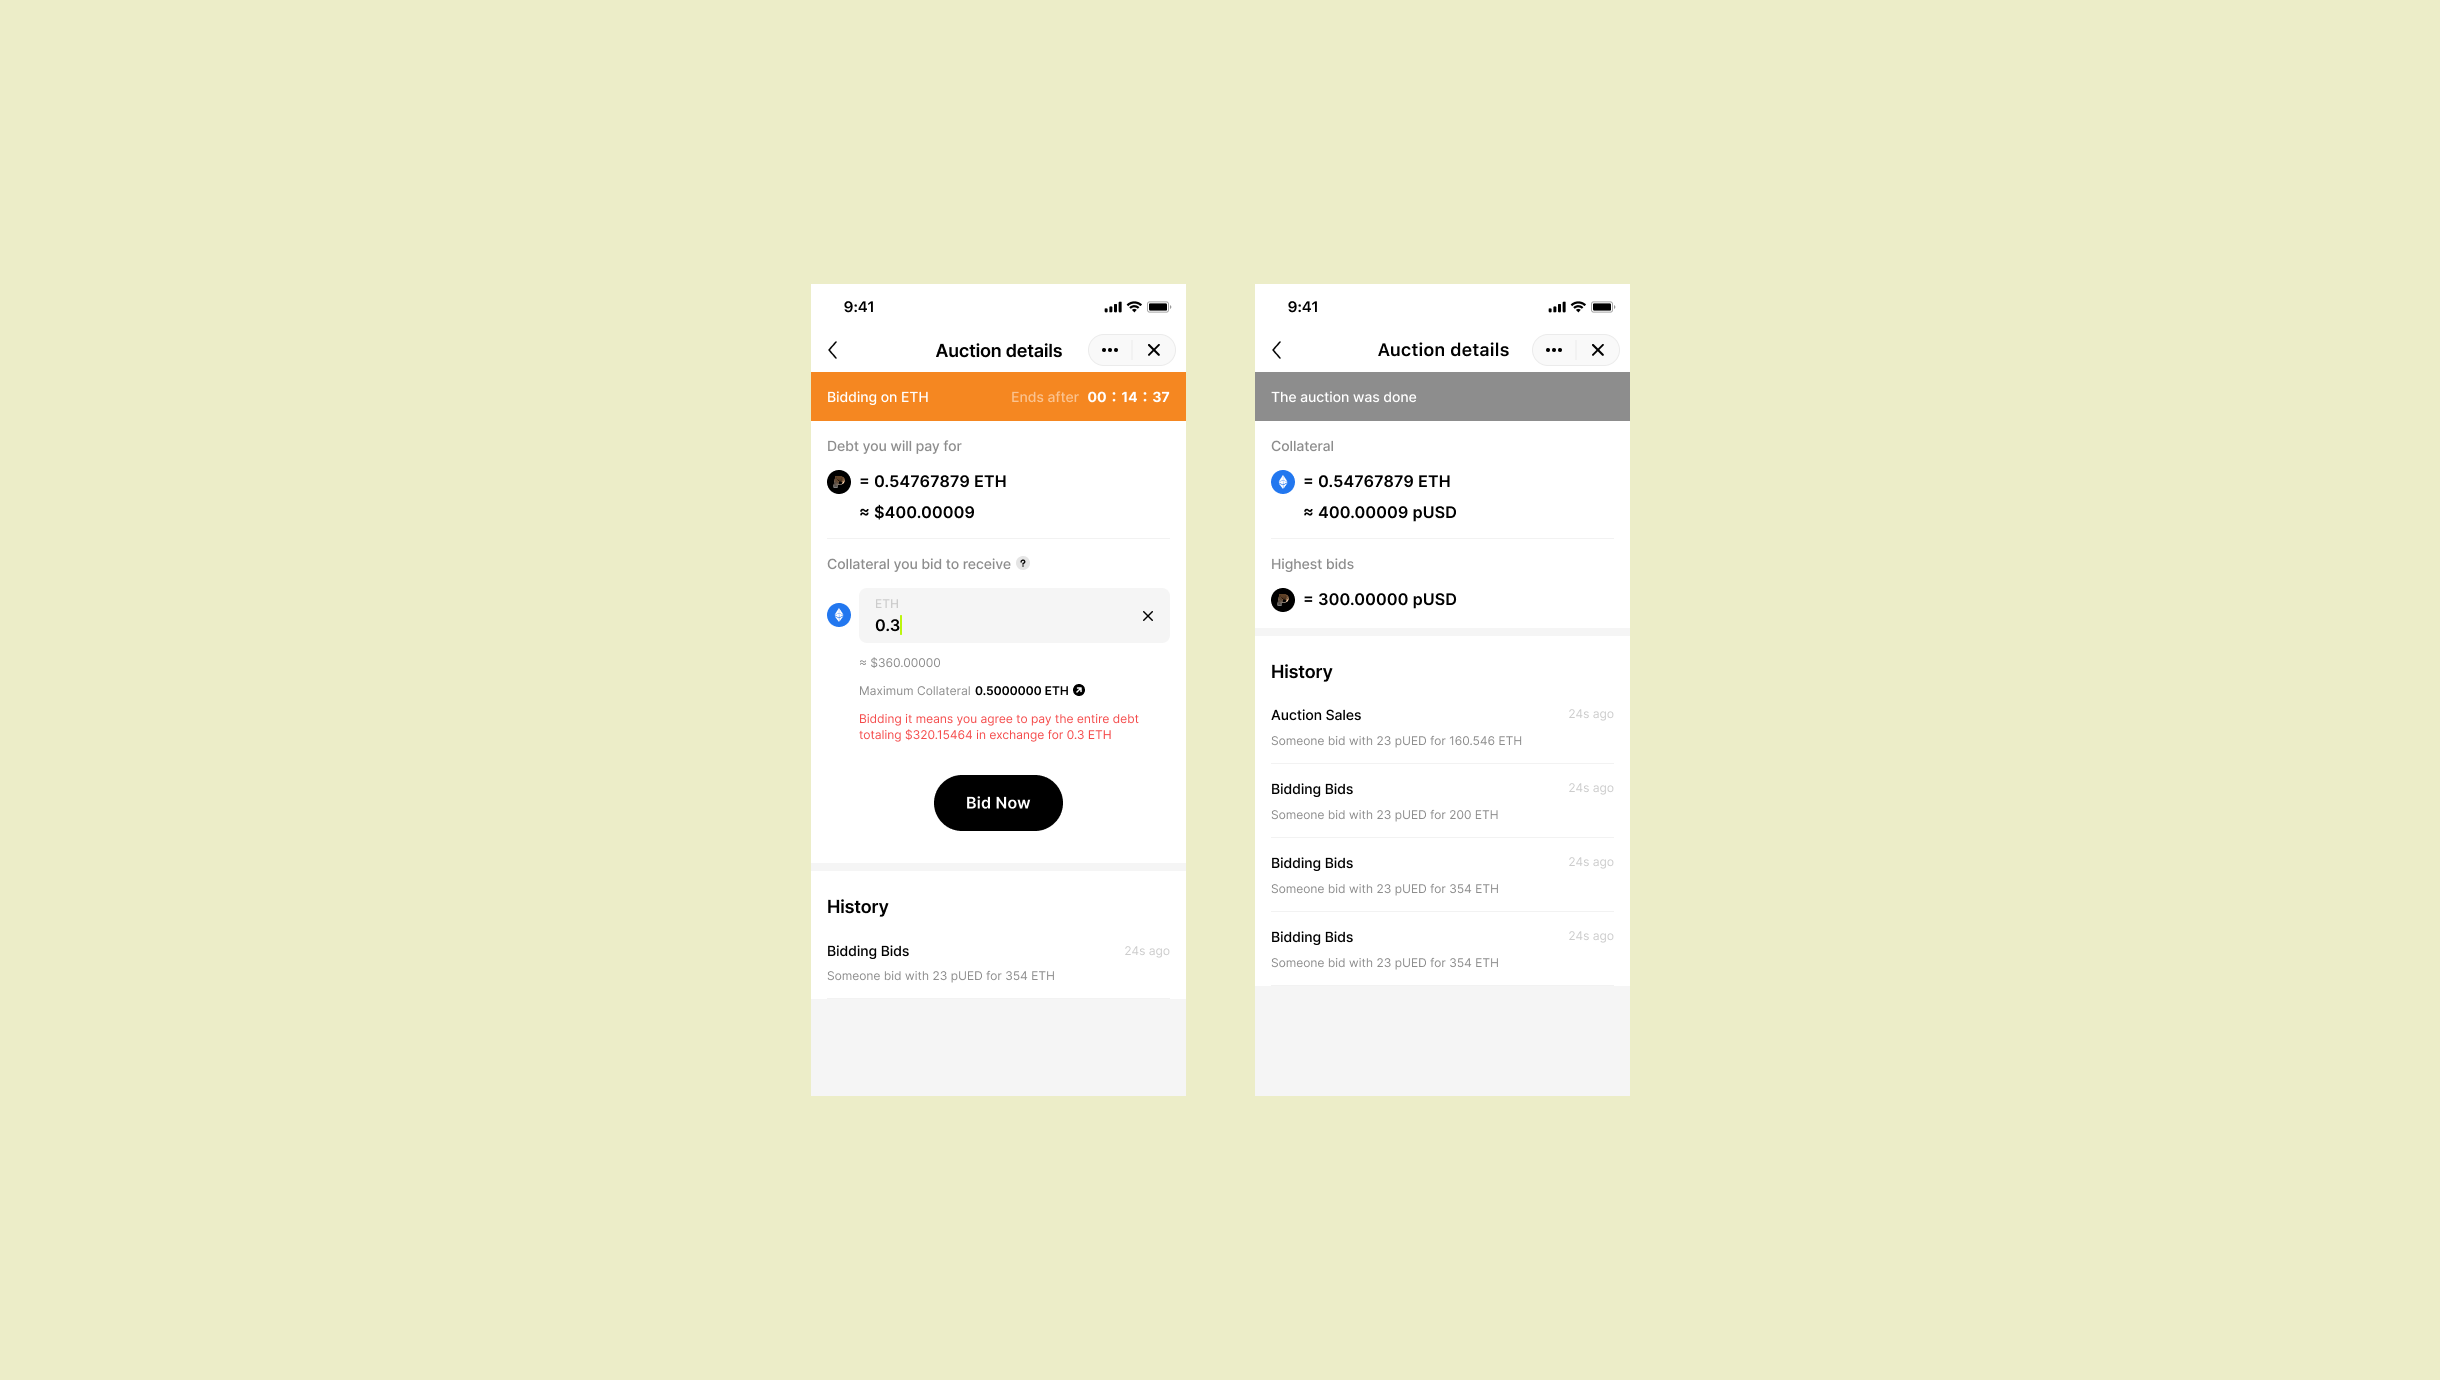 9:41
Auction details
Bidding on ETH Ends after 00 : 14 : 37
Debt you will pay for
= 0.54767879 ETH
≈ $400.00009
Collateral you bid to receive ?
ETH
0.3
≈ $360.00000
Maximum Collateral 0.5000000 ETH
Bidding it means you agree to pay the entire debt
totaling $320.15464 in exchange for 0.3 ETH
Bid Now
History
Bidding Bids 24s ago
Someone bid with 23 pUED for 354 ETH
9:41
Auction details
The auction was done
Collateral
= 0.54767879 ETH
≈ 400.00009 pUSD
Highest bids
= 300.00000 pUSD
History
Auction Sales 24s ago
Someone bid with 23 pUED for 160.546 ETH
Bidding Bids 24s ago
Someone bid with 23 pUED for 200 ETH
Bidding Bids 24s ago
Someone bid with 23 pUED for 354 ETH
Bidding Bids 24s ago
Someone bid with 23 pUED for 354 ETH